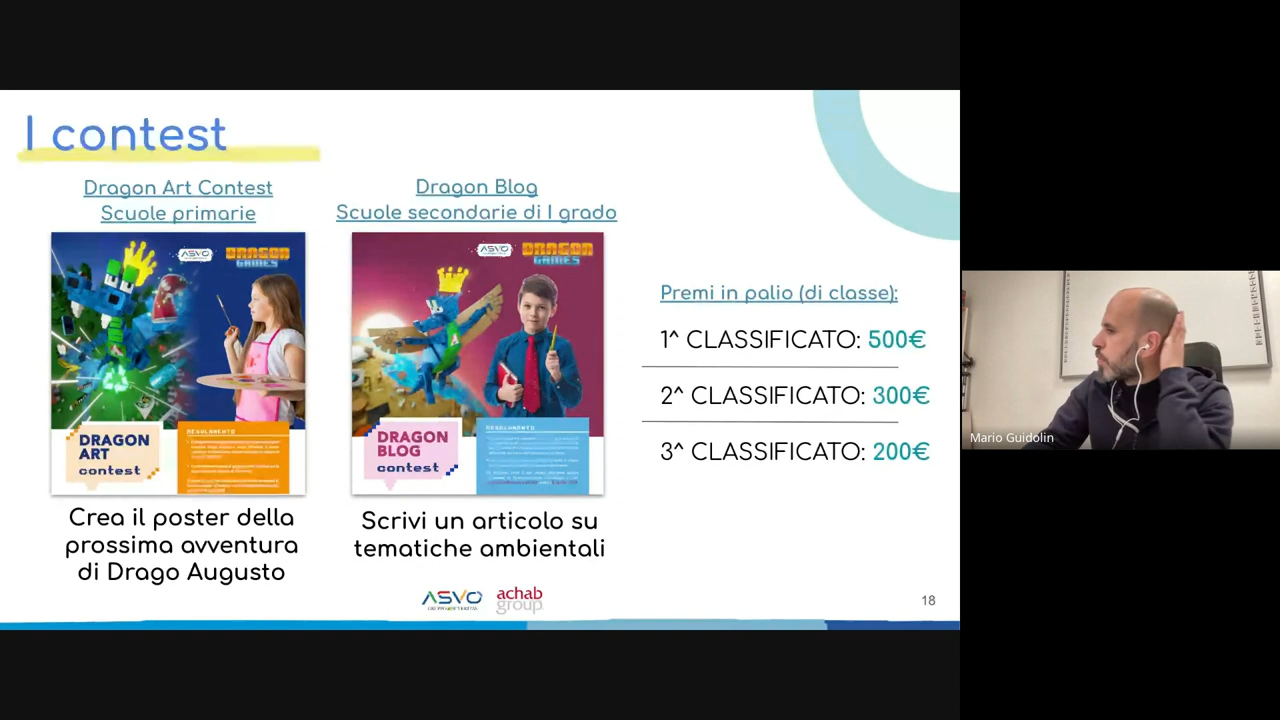 I contest
Dragon Art Contest
Scuole primarie
ASVO
DRAGON
GAMES
DRAGON
ART
contest
REGOLAMENTO
Crea il poster della
prossima avventura
di Drago Augusto
Dragon Blog
Scuole secondarie di I grado
ASVO
DRAGON
GAMES
DRAGON
BLOG
contest
REGOLAMENTO
Scrivi un articolo su
tematiche ambientali
Premi in palio (di classe):
1^ CLASSIFICATO: 500€
2^ CLASSIFICATO: 300€
3^ CLASSIFICATO: 200€
ASVO
achab
group
18
Mario Guidolin